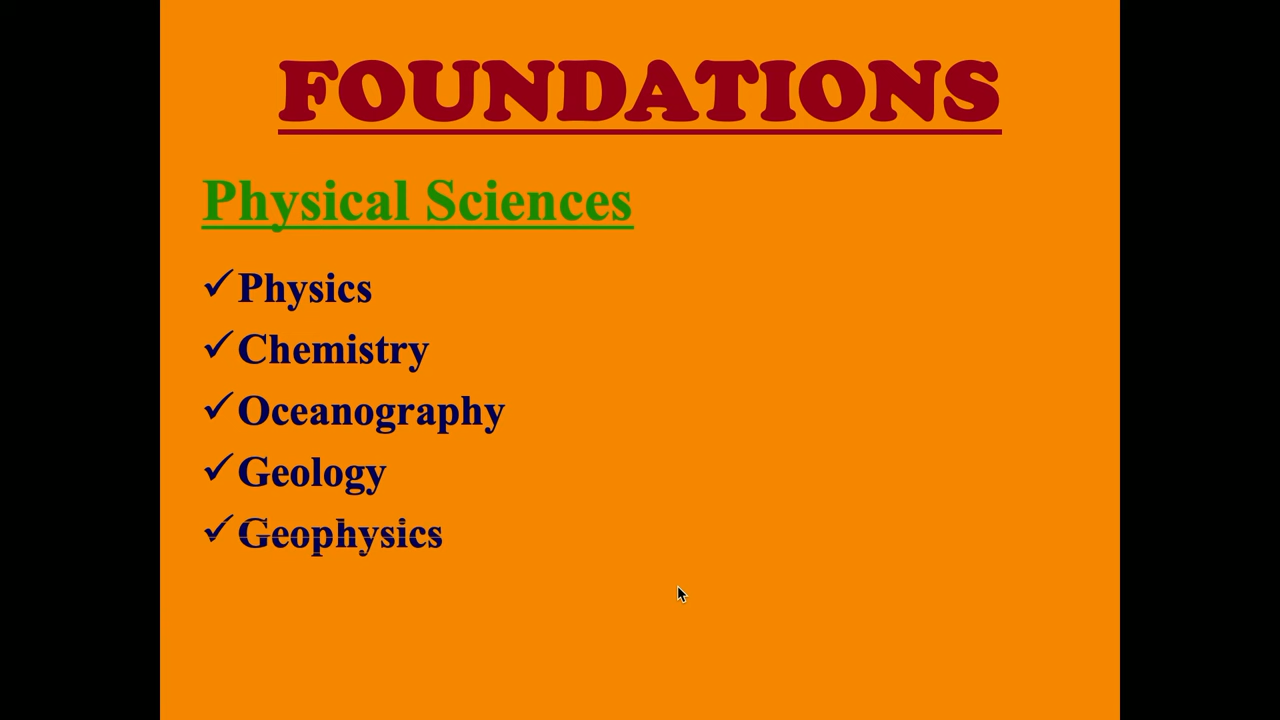 FOUNDATIONS
Physical Sciences
✓Physics
✓Chemistry
✓Oceanography
✓Geology
✓Geophysics